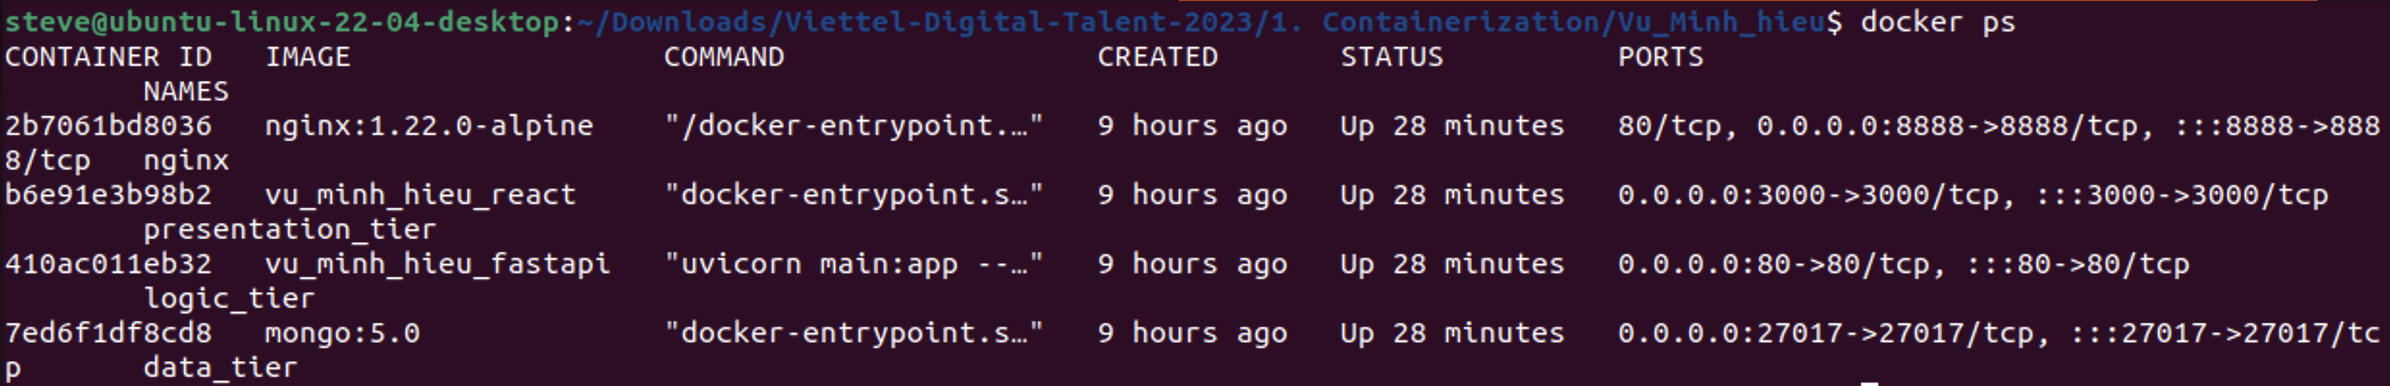 steve@ubuntu-linux-22-04-desktop:~/Downloads/Viettel-Digital-Talent-2023/1. Containerization/Vu_Minh_hieu$ docker ps
CONTAINER ID   IMAGE                  COMMAND                  CREATED       STATUS          PORTS
        NAMES
2b7061bd8036   nginx:1.22.0-alpine    "/docker-entrypoint.…"   9 hours ago   Up 28 minutes   80/tcp, 0.0.0.0:8888->8888/tcp, :::8888->888
8/tcp   nginx
b6e91e3b98b2   vu_minh_hieu_react     "docker-entrypoint.s…"   9 hours ago   Up 28 minutes   0.0.0.0:3000->3000/tcp, :::3000->3000/tcp
        presentation_tier
410ac011eb32   vu_minh_hieu_fastapi   "uvicorn main:app --…"   9 hours ago   Up 28 minutes   0.0.0.0:80->80/tcp, :::80->80/tcp
        logic_tier
7ed6f1df8cd8   mongo:5.0              "docker-entrypoint.s…"   9 hours ago   Up 28 minutes   0.0.0.0:27017->27017/tcp, :::27017->27017/tc
p       data_tier